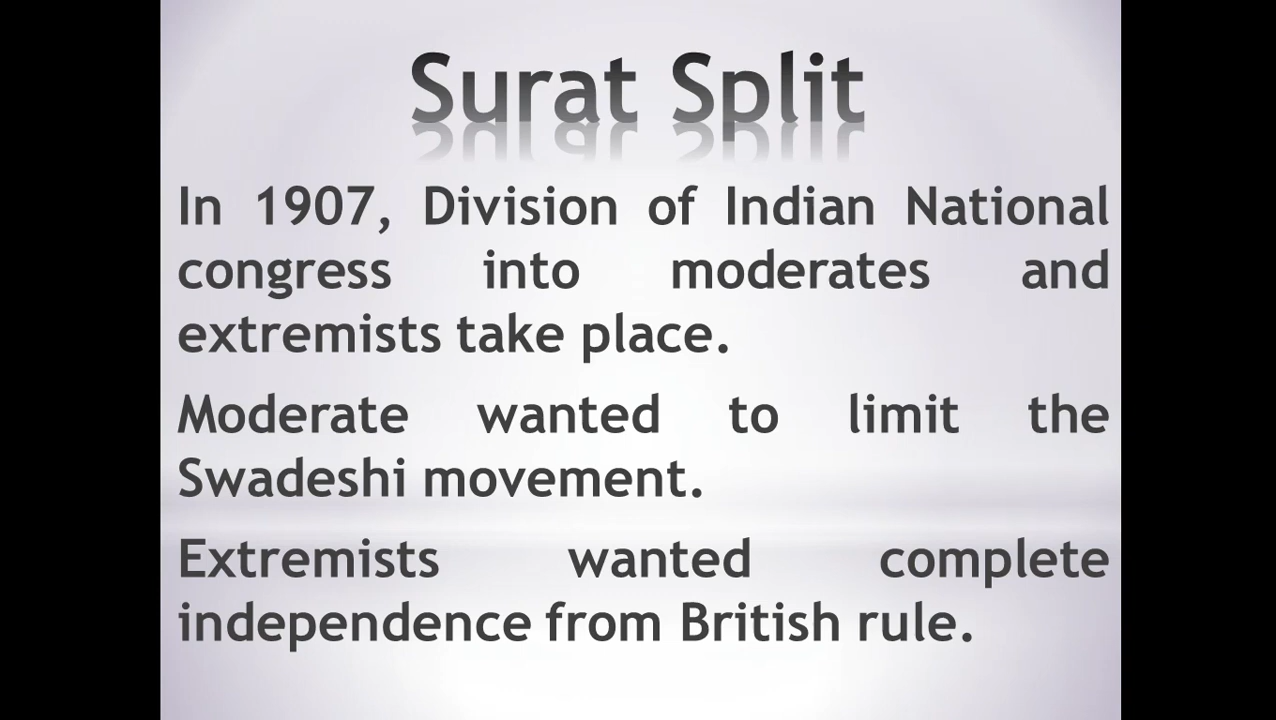 Surat Split
In 1907, Division of Indian National
congress into moderates and
extremists take place.
Moderate wanted to limit the
Swadeshi movement.
Extremists wanted complete
independence from British rule.